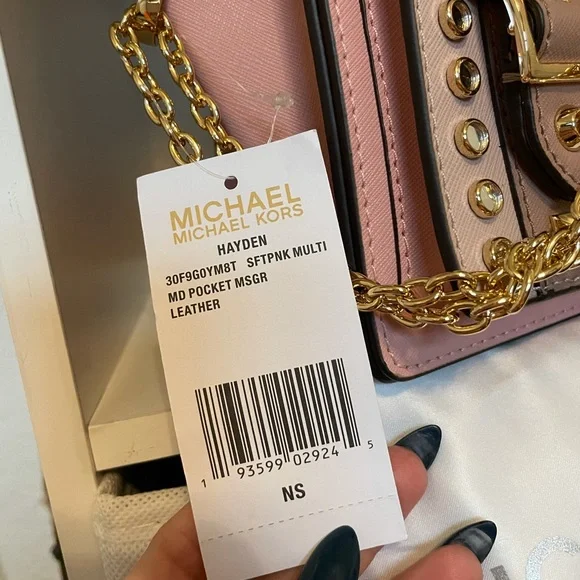 MICHAEL
MICHAEL KORS
HAYDEN
30F9G0YM8T SFTPNK MULTI
MD POCKET MSGR
LEATHER
1 93599 02924 5
NS